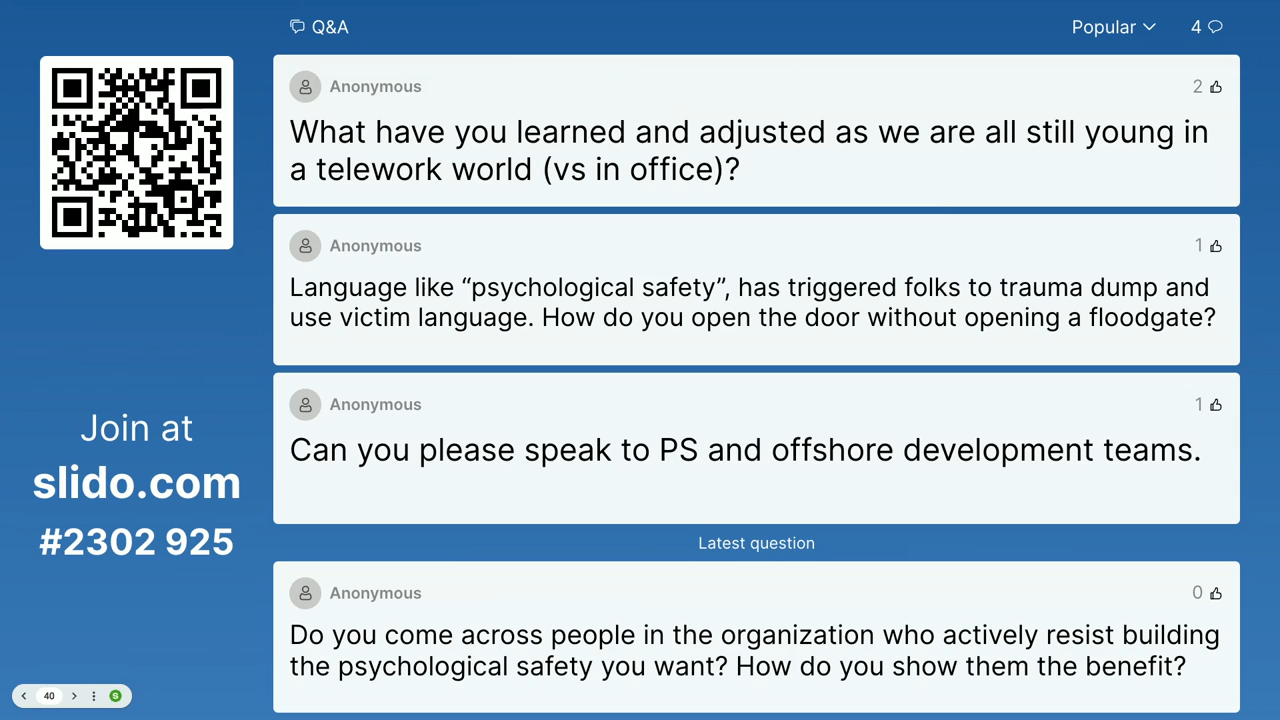 Q&A
Popular
4
Anonymous
2
What have you learned and adjusted as we are all still young in
a telework world (vs in office)?
Anonymous
1
Language like “psychological safety”, has triggered folks to trauma dump and
use victim language. How do you open the door without opening a floodgate?
Anonymous
1
Can you please speak to PS and offshore development teams.
Latest question
Anonymous
0
Do you come across people in the organization who actively resist building
the psychological safety you want? How do you show them the benefit?
Join at
slido.com
#2302 925
40
S